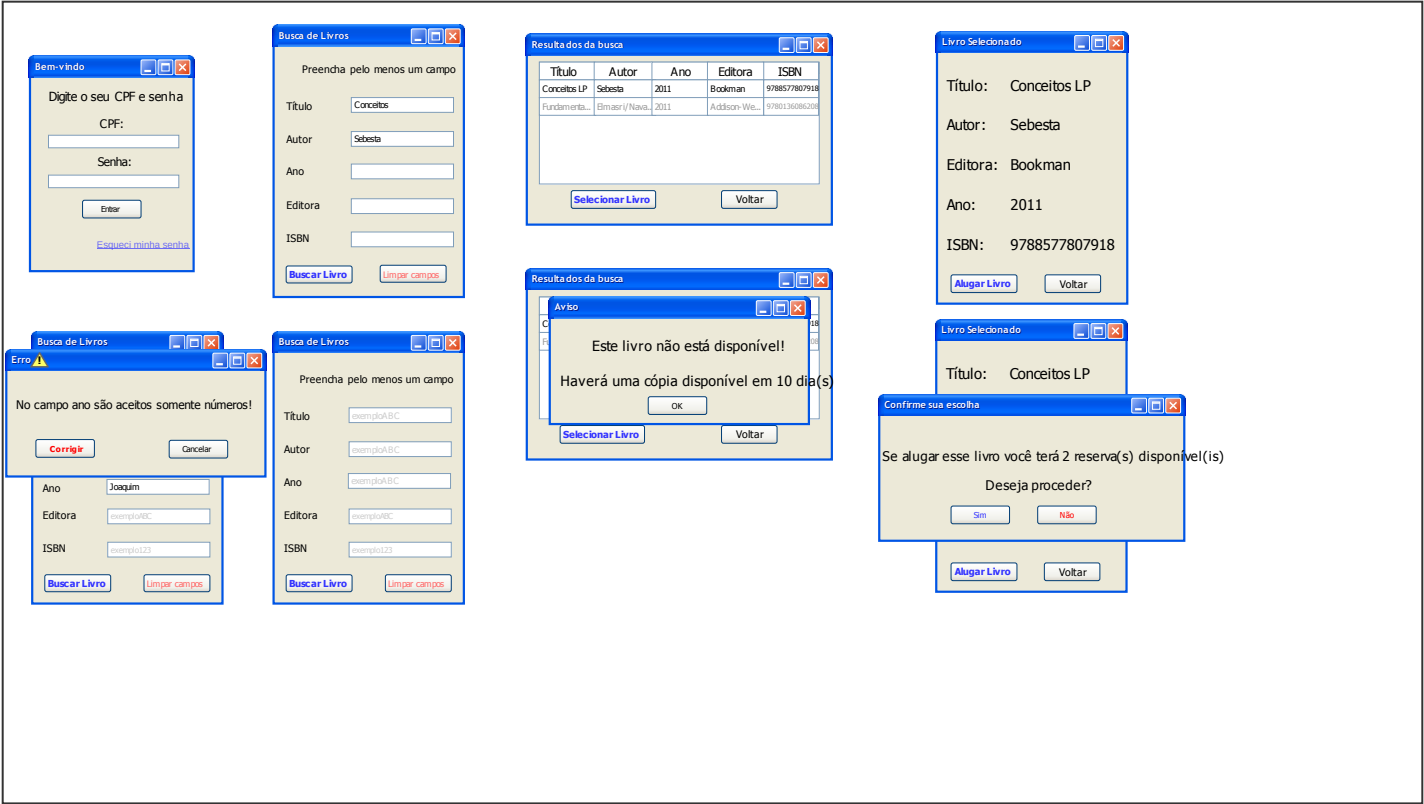 Bem-vindo
Digite o seu CPF e senha
CPF:
Senha:
Entrar
Esqueci minha senha
Busca de Livros
Preencha pelo menos um campo
Título Conceitos
Autor Sebesta
Ano
Editora
ISBN
Buscar Livro Limpar campos
Resultados da busca
Título Autor Ano Editora ISBN
Conceitos LP Sebesta 2011 Bookman 9788577807918
Fundamenta... Elmasri/Nava... 2011 Addison-We... 9780136086208
Selecionar Livro Voltar
Livro Selecionado
Título: Conceitos LP
Autor: Sebesta
Editora: Bookman
Ano: 2011
ISBN: 9788577807918
Alugar Livro Voltar
Busca de Livros
Erro
No campo ano são aceitos somente números!
Corrigir Cancelar
Ano Joaquim
Editora exemploABC
ISBN exemplo123
Buscar Livro Limpar campos
Busca de Livros
Preencha pelo menos um campo
Título exemploABC
Autor exemploABC
Ano exemploABC
Editora exemploABC
ISBN exemplo123
Buscar Livro Limpar campos
Resultados da busca
Aviso
Este livro não está disponível!
Haverá uma cópia disponível em 10 dia(s)
OK
Selecionar Livro Voltar
Livro Selecionado
Título: Conceitos LP
Confirme sua escolha
Se alugar esse livro você terá 2 reserva(s) disponível(is)
Deseja proceder?
Sim Não
Alugar Livro Voltar